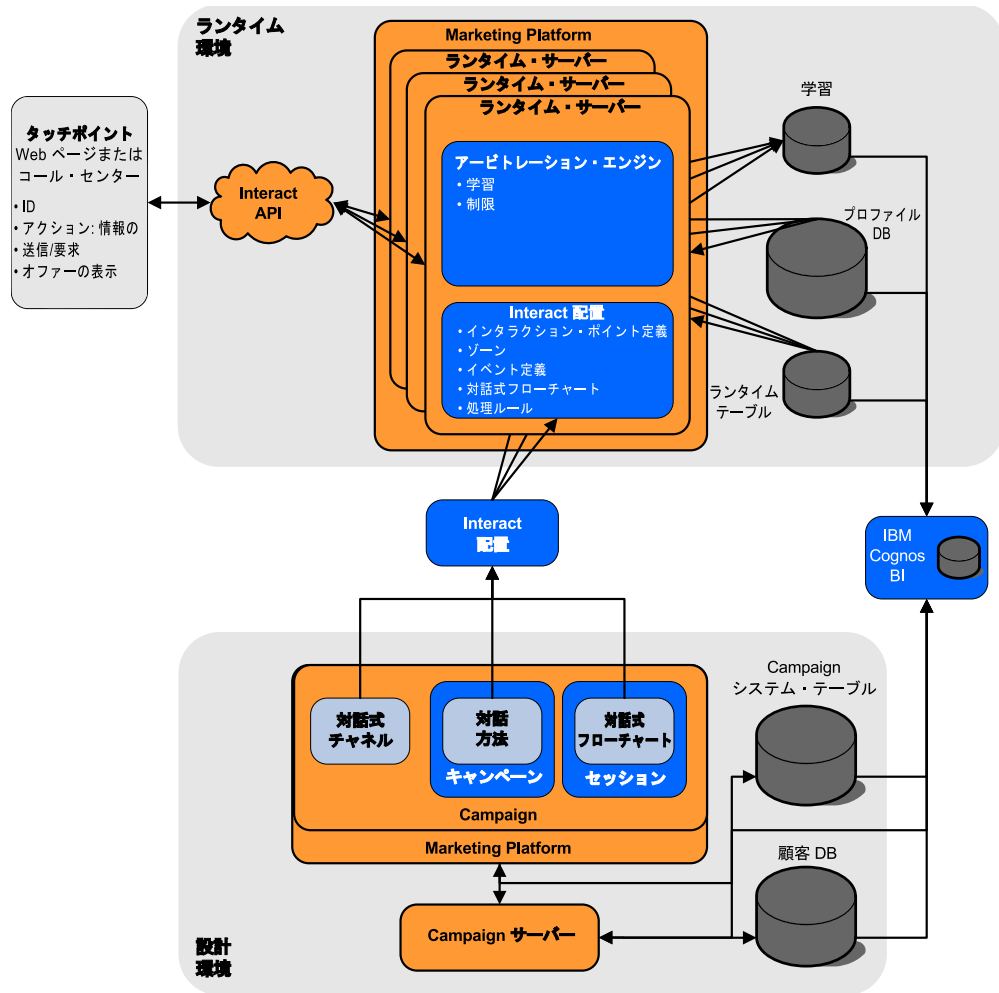 ランタイム
環境
Marketing Platform
ランタイム・サーバー
ランタイム・サーバー
ランタイム・サーバー
タッチポイント
Web ページまたは
コール・センター
・ID
・アクション: 情報の
・送信/要求
・オファーの表示
Interact
API
アービトレーション・エンジン
・学習
・制限
Interact 配置
・インタラクション・ポイント定義
・ゾーン
・イベント定義
・対話式フローチャート
・処理ルール
学習
プロファイル
DB
ランタイム
テーブル
Interact
配置
IBM
Cognos
BI
対話式
チャネル
対話
方法
キャンペーン
対話式
フローチャート
セッション
Campaign
Marketing Platform
Campaign
システム・テーブル
顧客 DB
Campaign サーバー
設計
環境